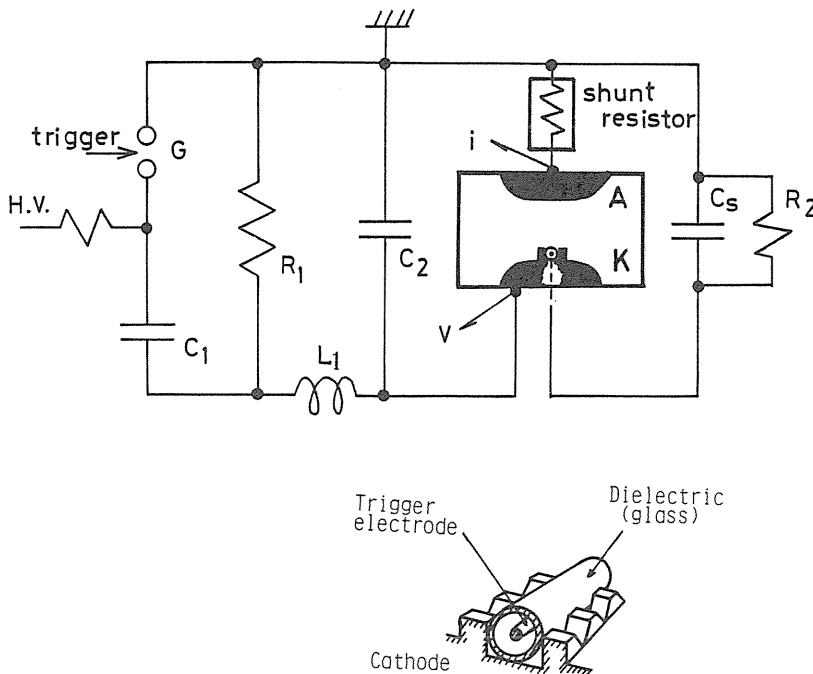 trigger
G
H.V.
C1
R1
L1
C2
i
shunt
resistor
A
K
V
Cs
R2
Trigger
electrode
Dielectric
(glass)
Cathode